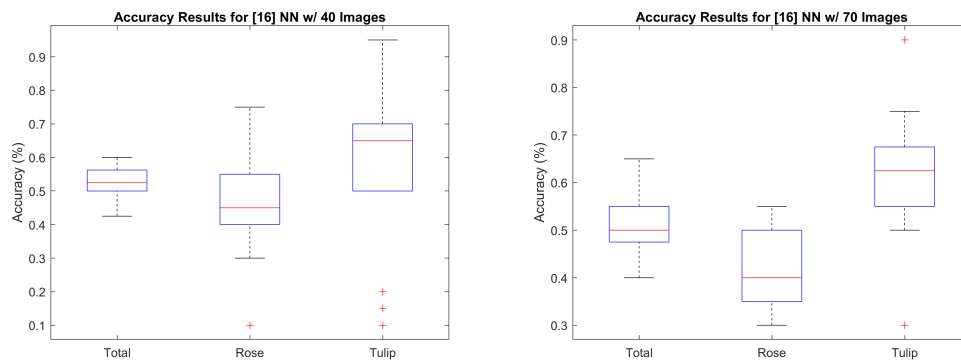 Accuracy Results for [16] NN w/ 40 Images
Accuracy (%)
0.9
0.8
0.7
0.6
0.5
0.4
0.3
0.2
0.1
Total Rose Tulip
Accuracy Results for [16] NN w/ 70 Images
Accuracy (%)
0.9
0.8
0.7
0.6
0.5
0.4
0.3
Total Rose Tulip